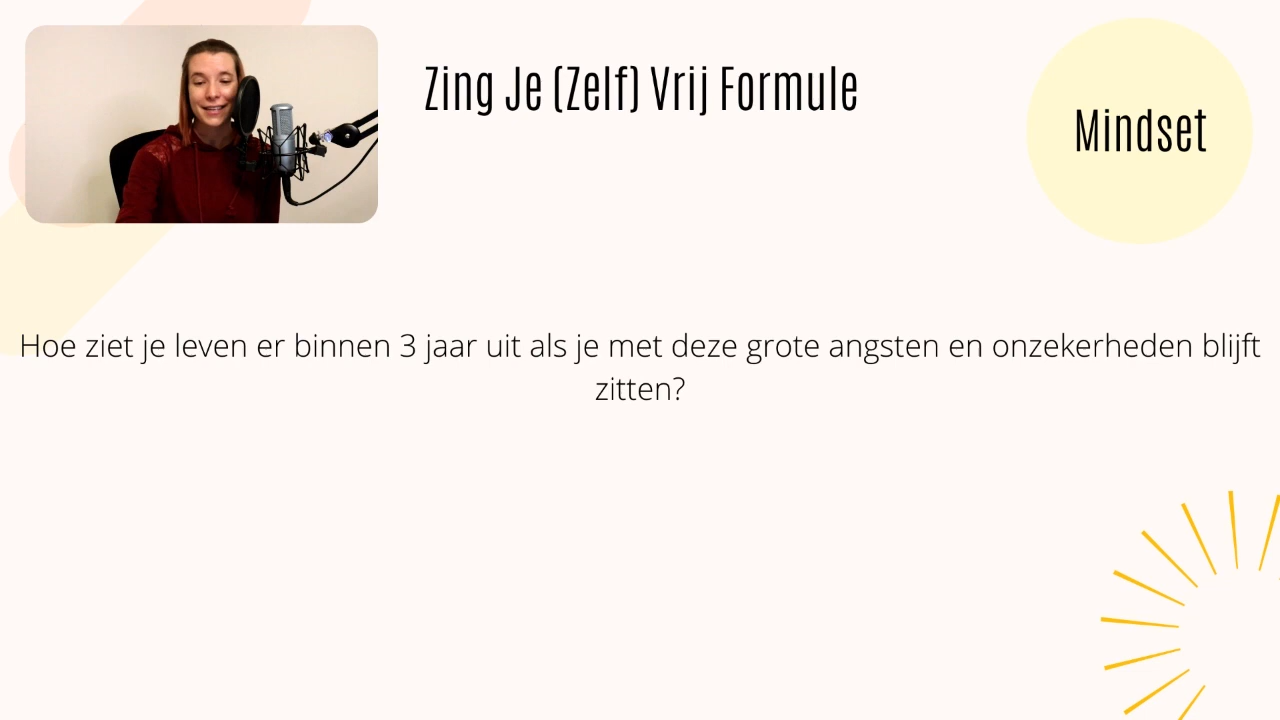 Zing Je (Zelf) Vrij Formule
Mindset
Hoe ziet je leven er binnen 3 jaar uit als je met deze grote angsten en onzekerheden blijft
zitten?